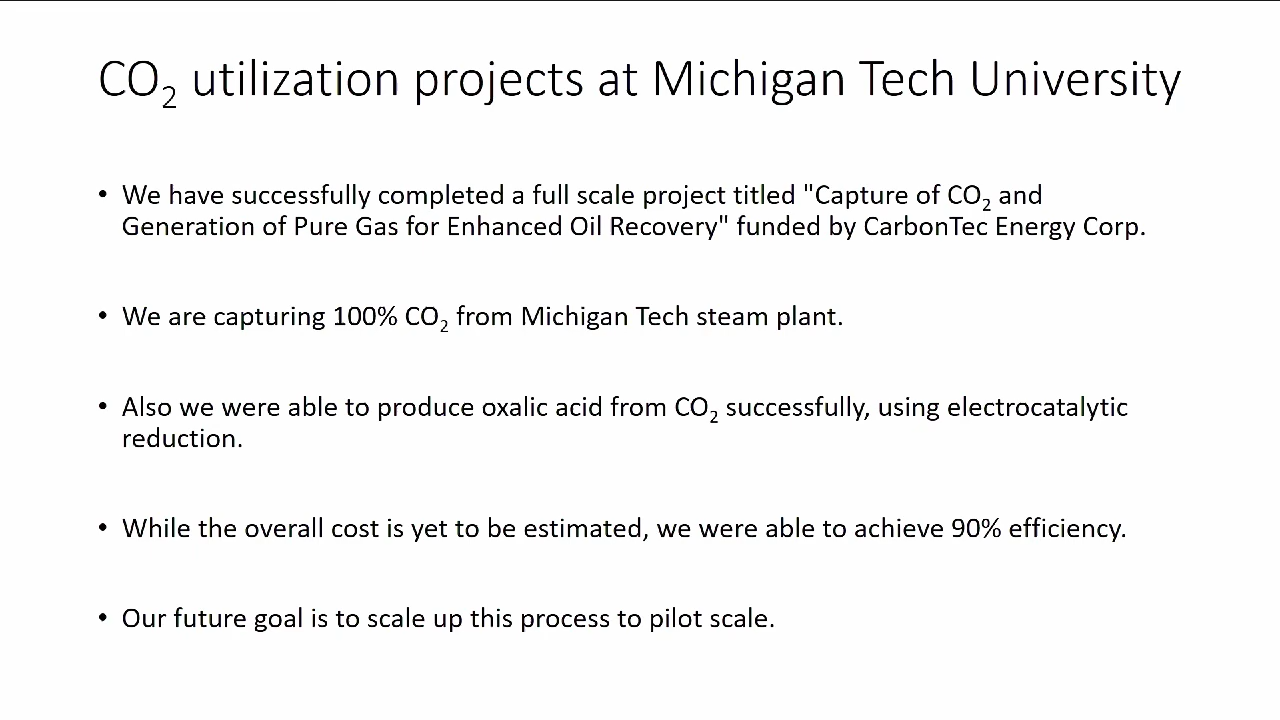 CO₂ utilization projects at Michigan Tech University
• We have successfully completed a full scale project titled "Capture of CO₂ and
Generation of Pure Gas for Enhanced Oil Recovery" funded by CarbonTec Energy Corp.
• We are capturing 100% CO₂ from Michigan Tech steam plant.
• Also we were able to produce oxalic acid from CO₂ successfully, using electrocatalytic
reduction.
• While the overall cost is yet to be estimated, we were able to achieve 90% efficiency.
• Our future goal is to scale up this process to pilot scale.